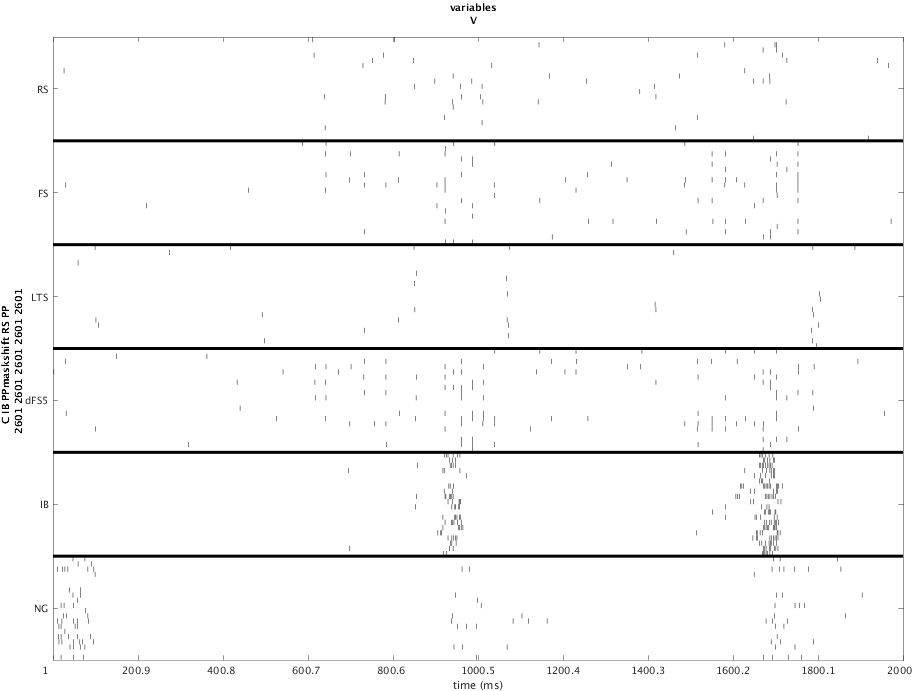 variables
V
C IB PPmaskshift RS PP
2601 2601 2601 2601 2601
RS
FS
LTS
dFS5
IB
NG
1 200.9 400.8 600.7 800.6 1000.5 1200.4 1400.3 1600.2 1800.1 2000
time (ms)